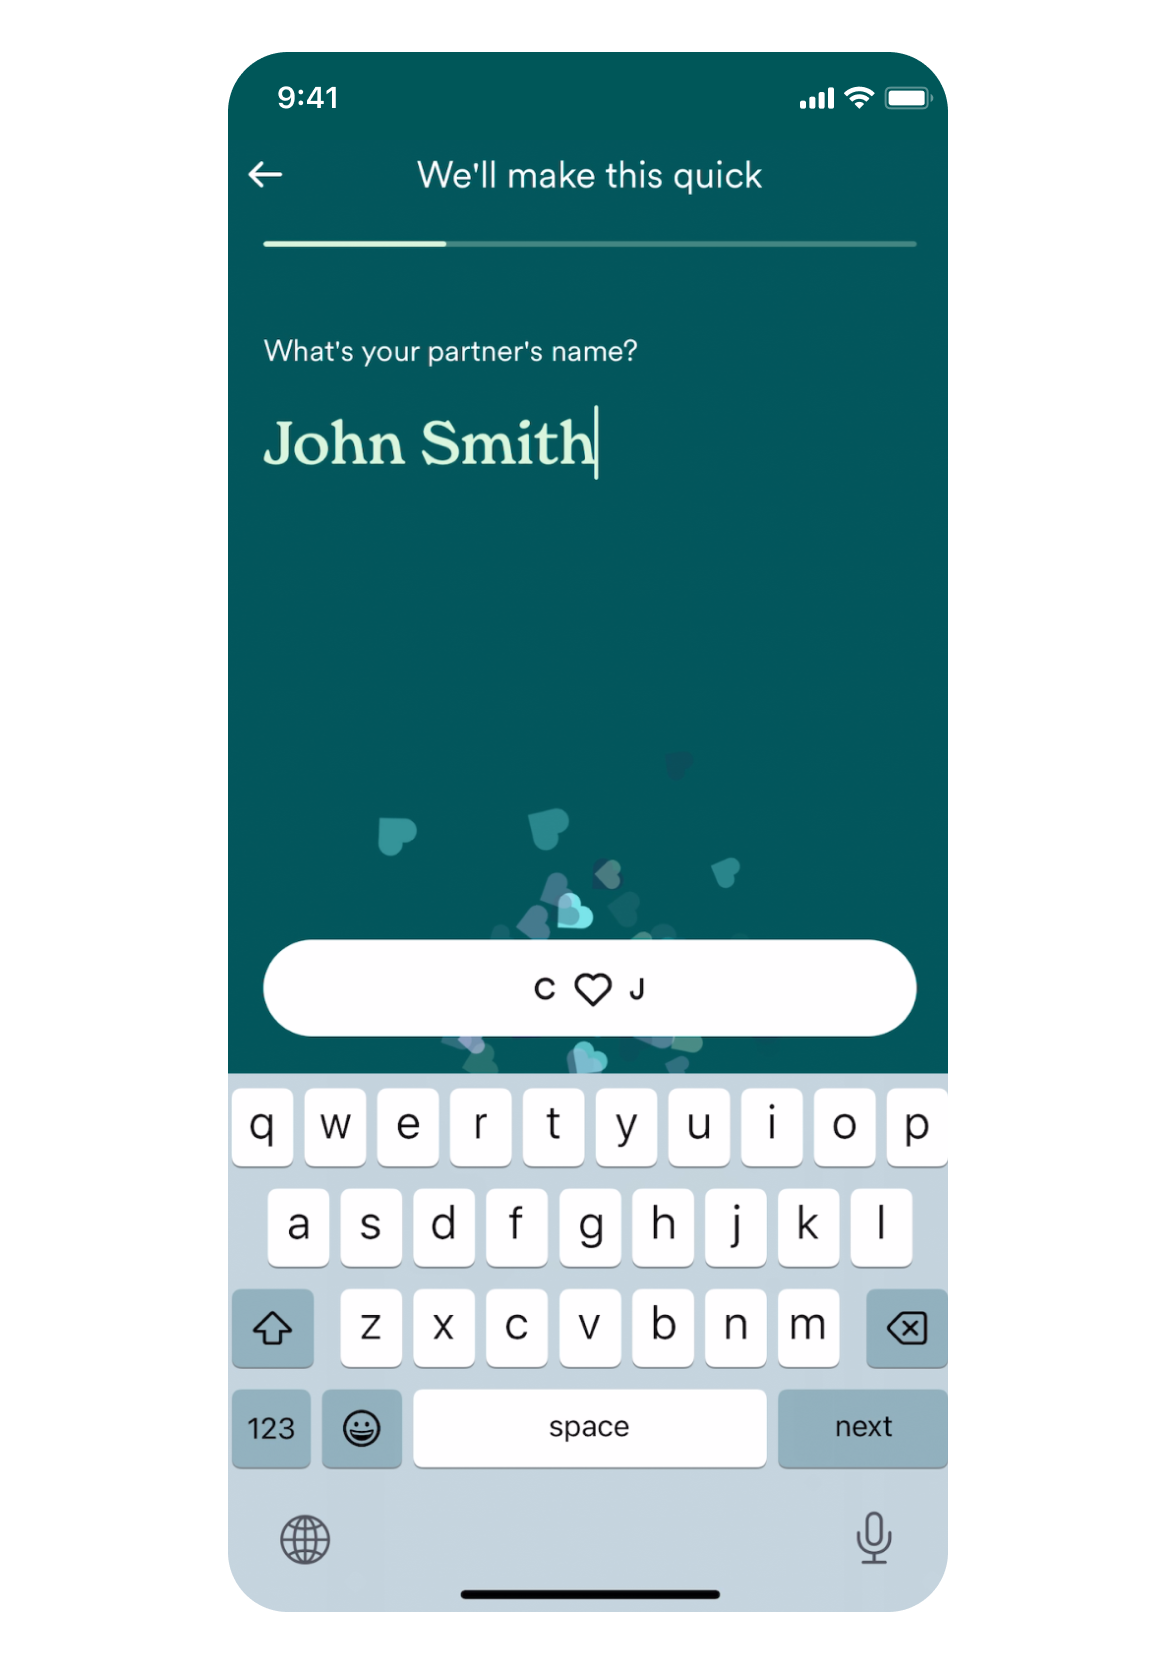 9:41
We'll make this quick
What's your partner's name?
John Smith
C J
q w e r t y u i o p
a s d f g h j k l
z x c v b n m
123 space next